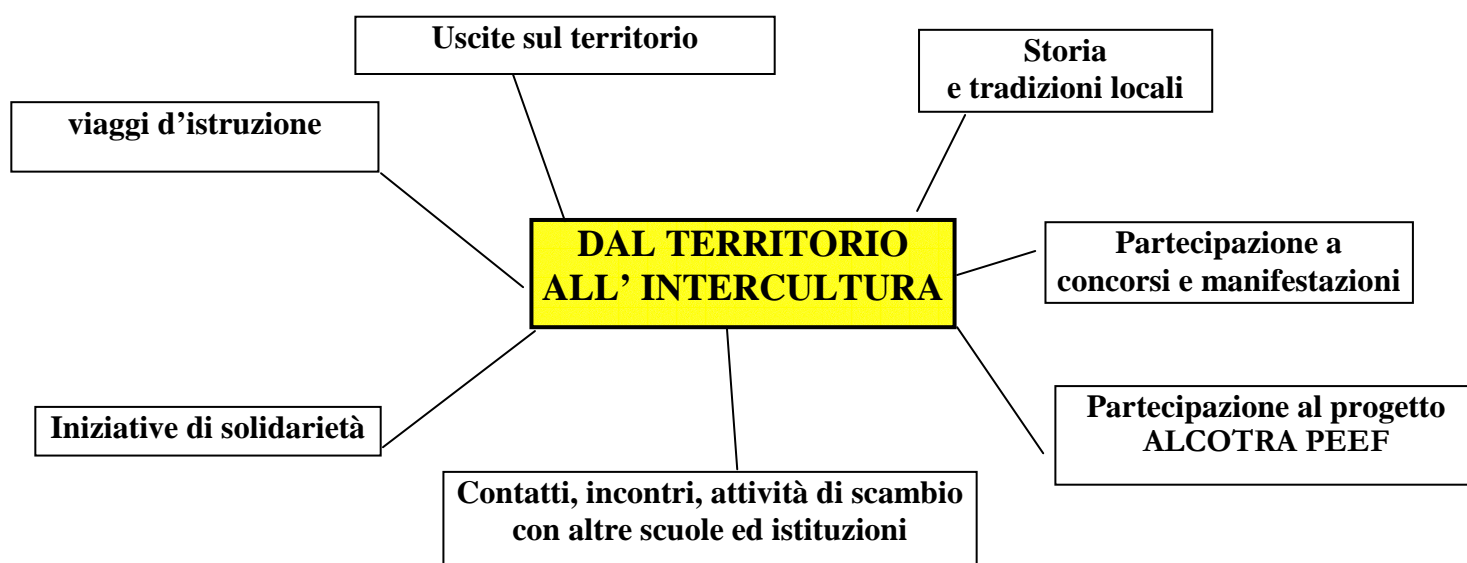 Uscite sul territorio
Storia
e tradizioni locali
viaggi d'istruzione
DAL TERRITORIO
ALL' INTERCULTURA
Partecipazione a
concorsi e manifestazioni
Iniziative di solidarietà
Partecipazione al progetto
ALCOTRA PEEF
Contatti, incontri, attività di scambio
con altre scuole ed istituzioni